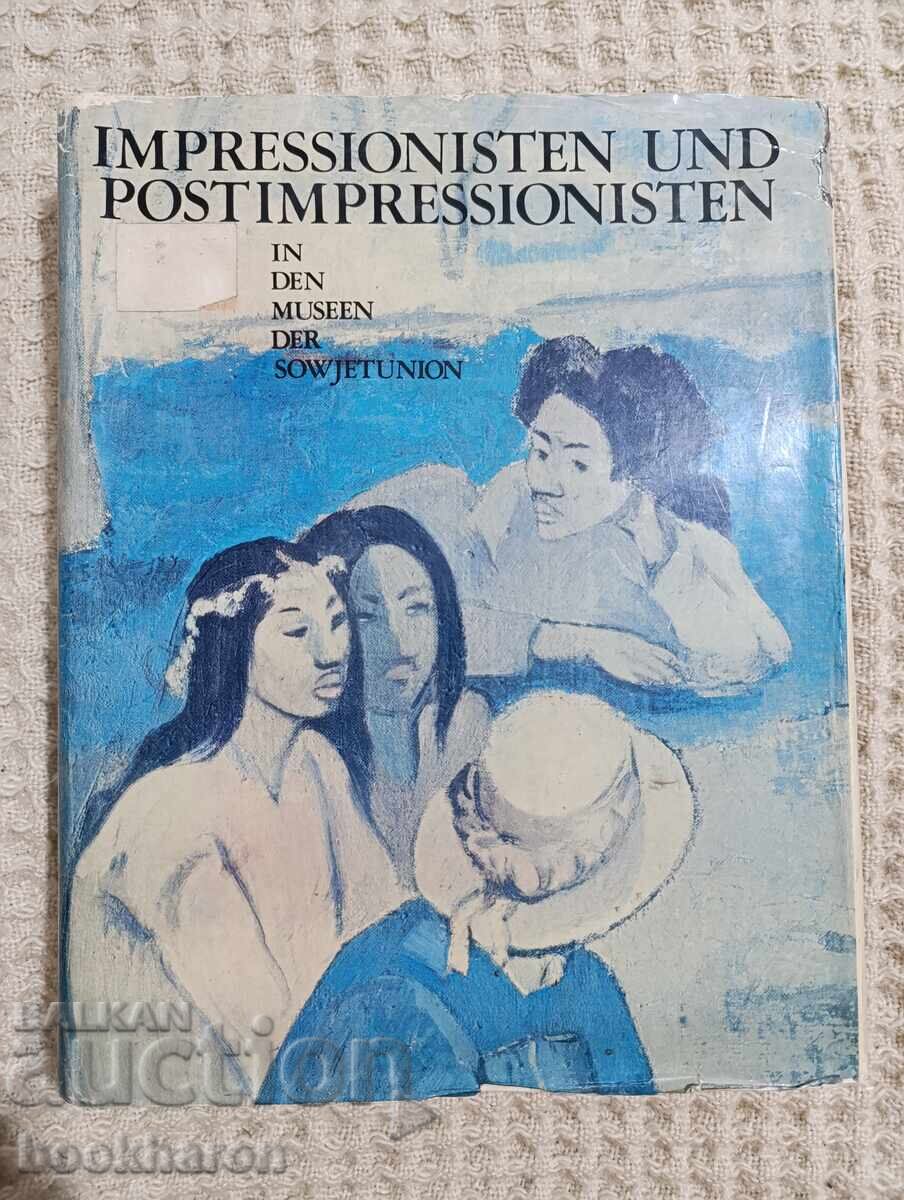 IMPRESSIONISTEN UND
POSTIMPRESSIONISTEN
IN
DEN
MUSEEN
DER
SOWJETUNION
BALKAN
auction
bookharon